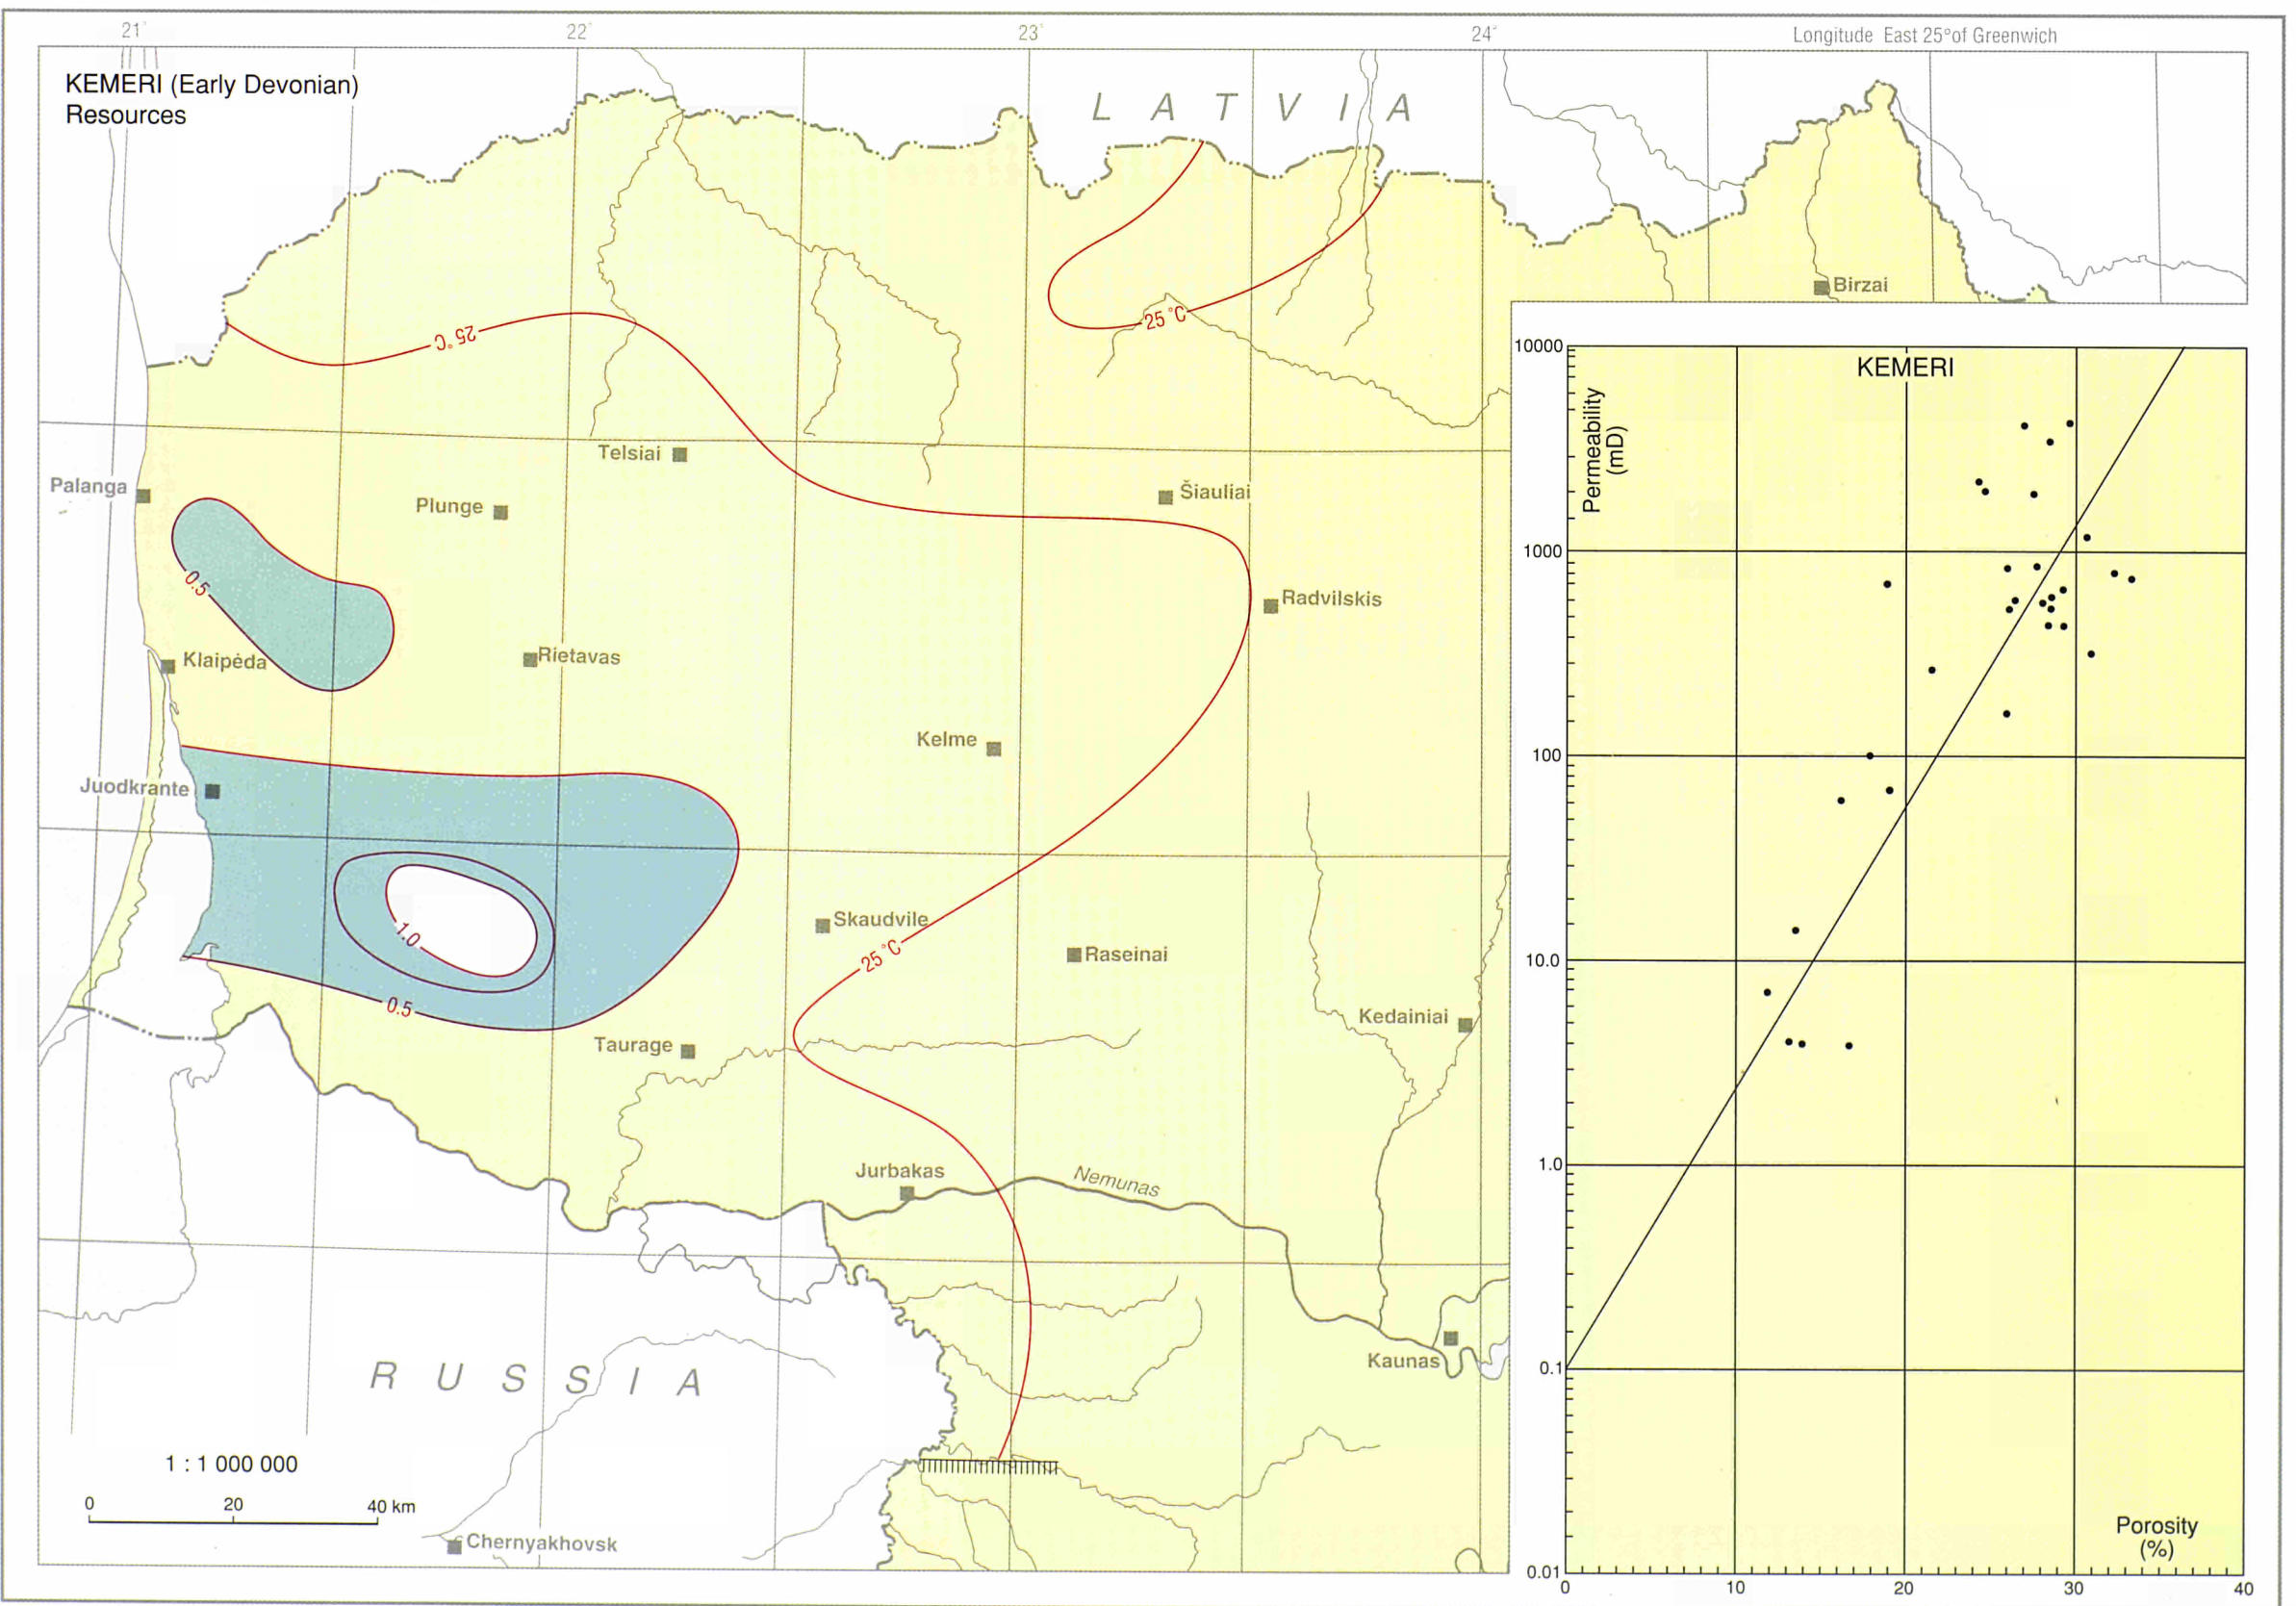 21°
22°
23°
24°
Longitude East 25° of Greenwich
KEMERI (Early Devonian)
Resources
LATVIA
Birzai
25 °C
25 °C
Telsiai
Palanga
Plunge
Šiauliai
0.5
Radvilskis
Klaipėda
Rietavas
Kelme
Juodkrante
Skaudvile
1.0
25 °C
Raseinai
0.5
Kedainiai
Taurage
Jurbakas
Nemunas
Kaunas
RUSSIA
1 : 1 000 000
0 20 40 km
Chernyakhovsk
KEMERI
Permeability
(mD)
10000
1000
100
10.0
1.0
0.1
0.01
Porosity
(%)
0 10 20 30 40